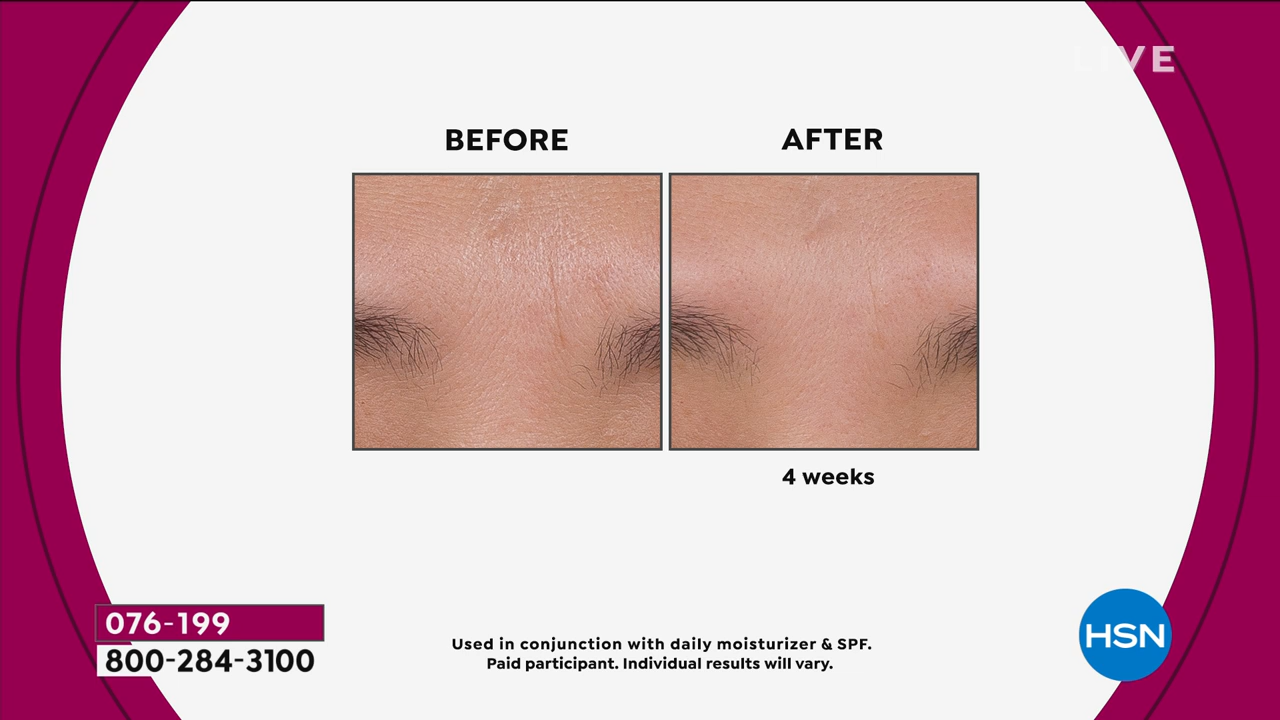 LIVE
BEFORE
AFTER
4 weeks
076-199
800-284-3100
Used in conjunction with daily moisturizer & SPF.
Paid participant. Individual results will vary.
HSN